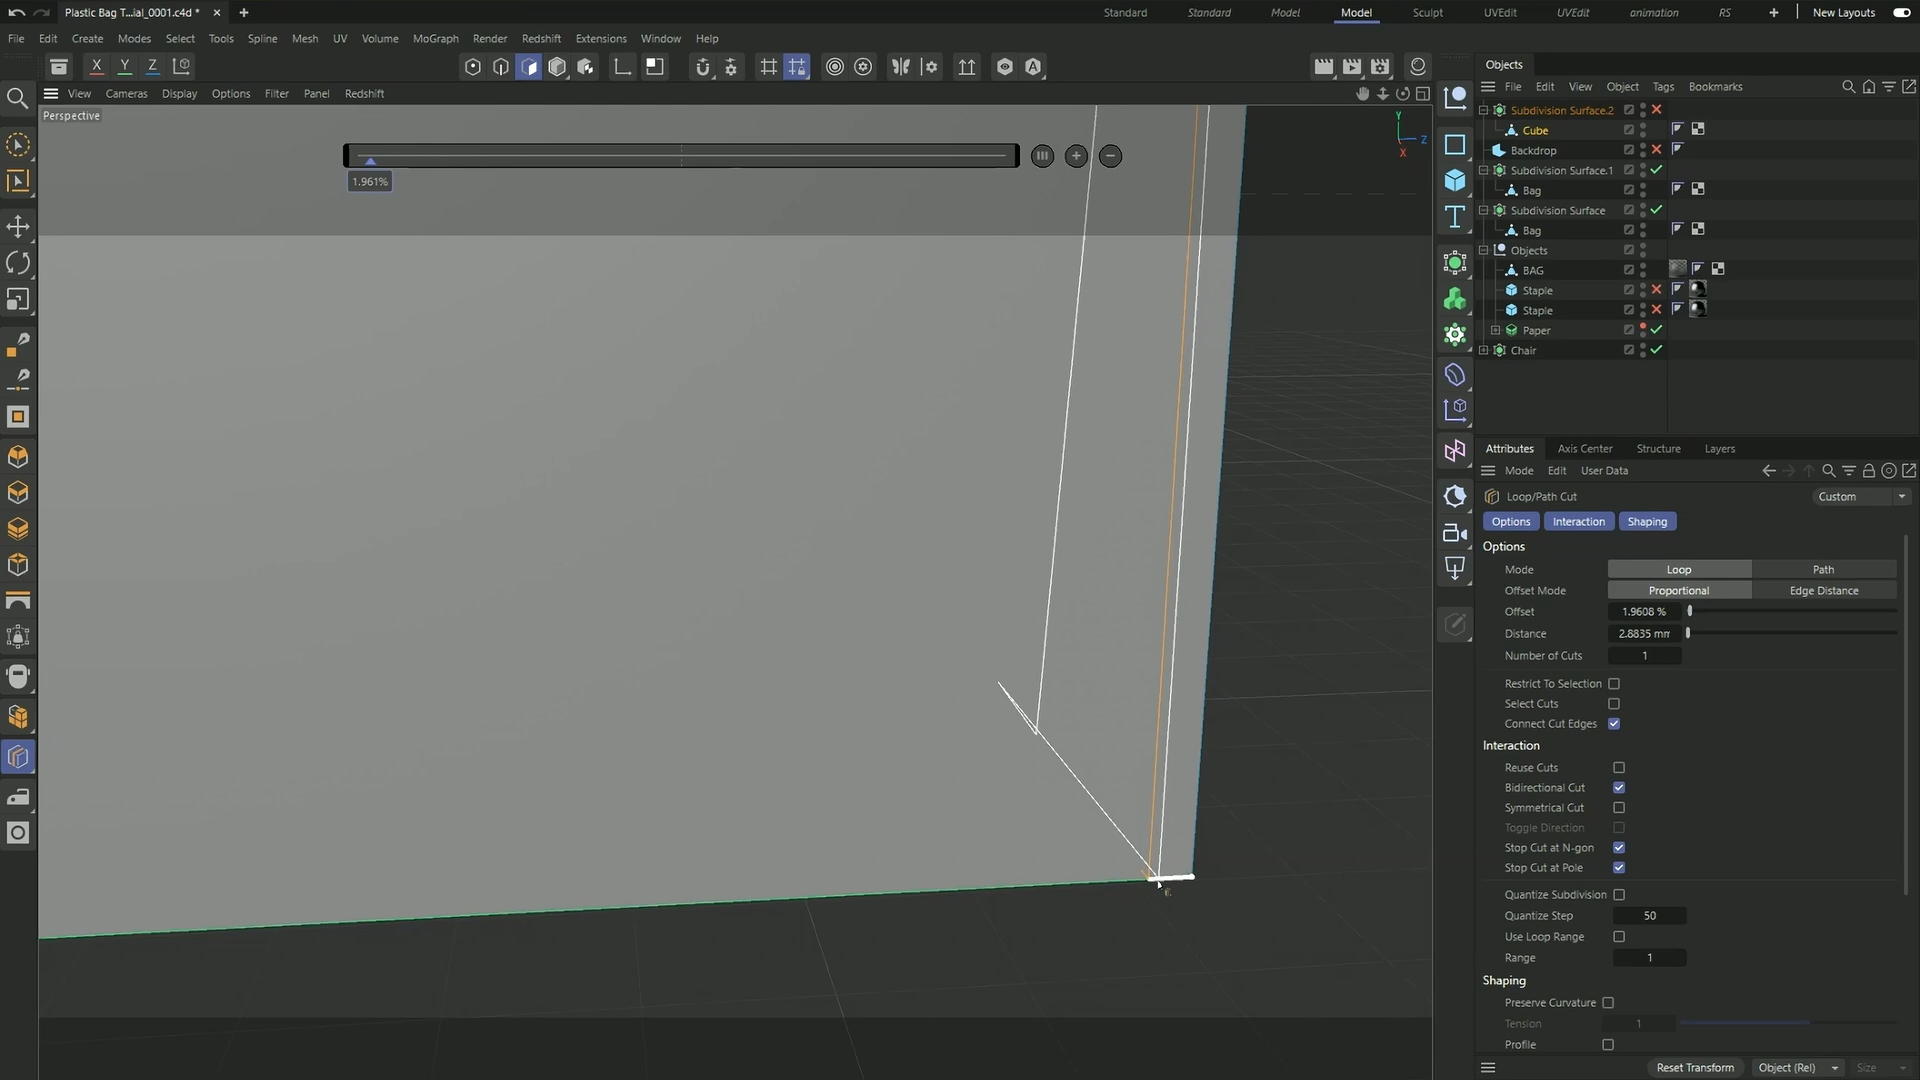 Plastic Bag T...ial_0001.c4d *
Standard Standard Model Model Sculpt UVEdit UVEdit animation RS New Layouts
File Edit Create Modes Select Tools Spline Mesh UV Volume MoGraph Render Redshift Extensions Window Help
X Y Z
View Cameras Display Options Filter Panel Redshift
Perspective
1.961%
Y
Z
X
Objects
File Edit View Object Tags Bookmarks
Subdivision Surface.2
Cube
Backdrop
Subdivision Surface.1
Bag
Subdivision Surface
Bag
Objects
BAG
Staple
Staple
Paper
Chair
Attributes Axis Center Structure Layers
Mode Edit User Data
Loop/Path Cut Custom
Options Interaction Shaping
Options
Mode Loop Path
Offset Mode Proportional Edge Distance
Offset 1.9608 %
Distance 2.8835 mm
Number of Cuts 1
Restrict To Selection
Select Cuts
Connect Cut Edges
Interaction
Reuse Cuts
Bidirectional Cut
Symmetrical Cut
Toggle Direction
Stop Cut at N-gon
Stop Cut at Pole
Quantize Subdivision
Quantize Step 50
Use Loop Range
Range 1
Shaping
Preserve Curvature
Tension 1
Profile
Reset Transform Object (Rel) Size